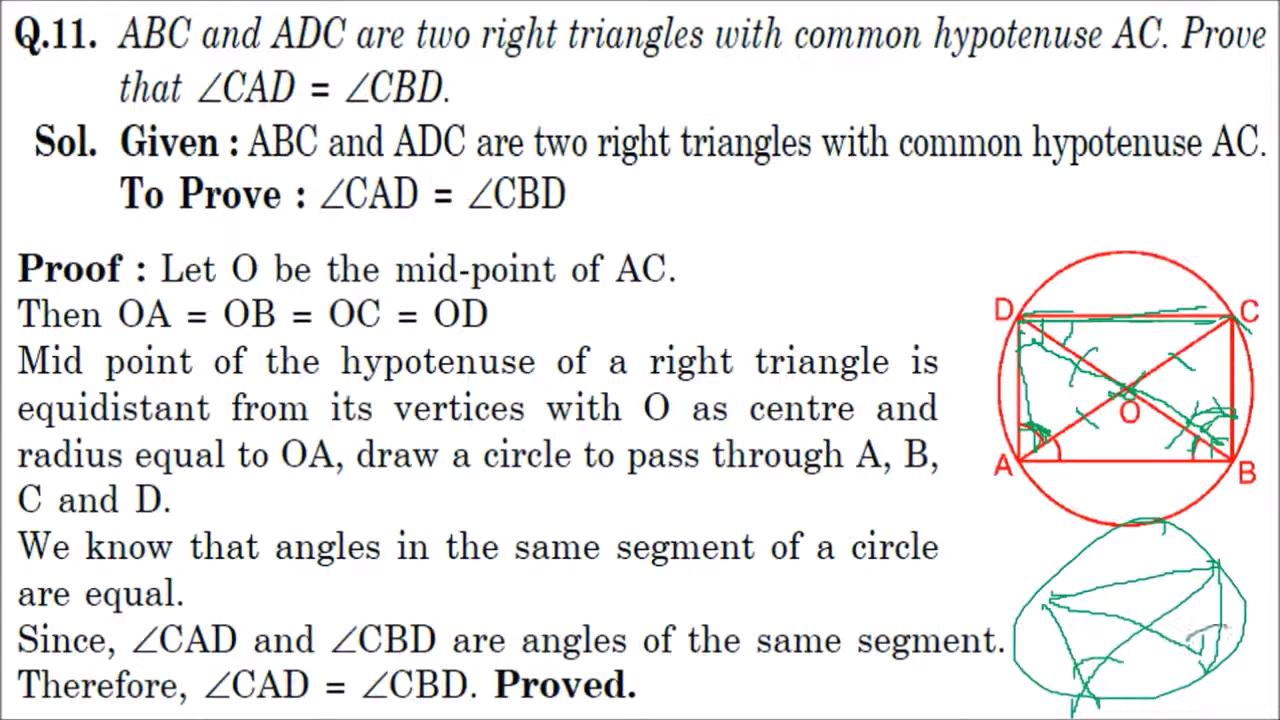 Q.11. ABC and ADC are two right triangles with common hypotenuse AC. Prove
that ∠CAD = ∠CBD.
Sol. Given : ABC and ADC are two right triangles with common hypotenuse AC.
To Prove : ∠CAD = ∠CBD
Proof : Let O be the mid-point of AC.
Then OA = OB = OC = OD
Mid point of the hypotenuse of a right triangle is
equidistant from its vertices with O as centre and
radius equal to OA, draw a circle to pass through A, B,
C and D.
We know that angles in the same segment of a circle
are equal.
Since, ∠CAD and ∠CBD are angles of the same segment.
Therefore, ∠CAD = ∠CBD. Proved.
D C
O
A B